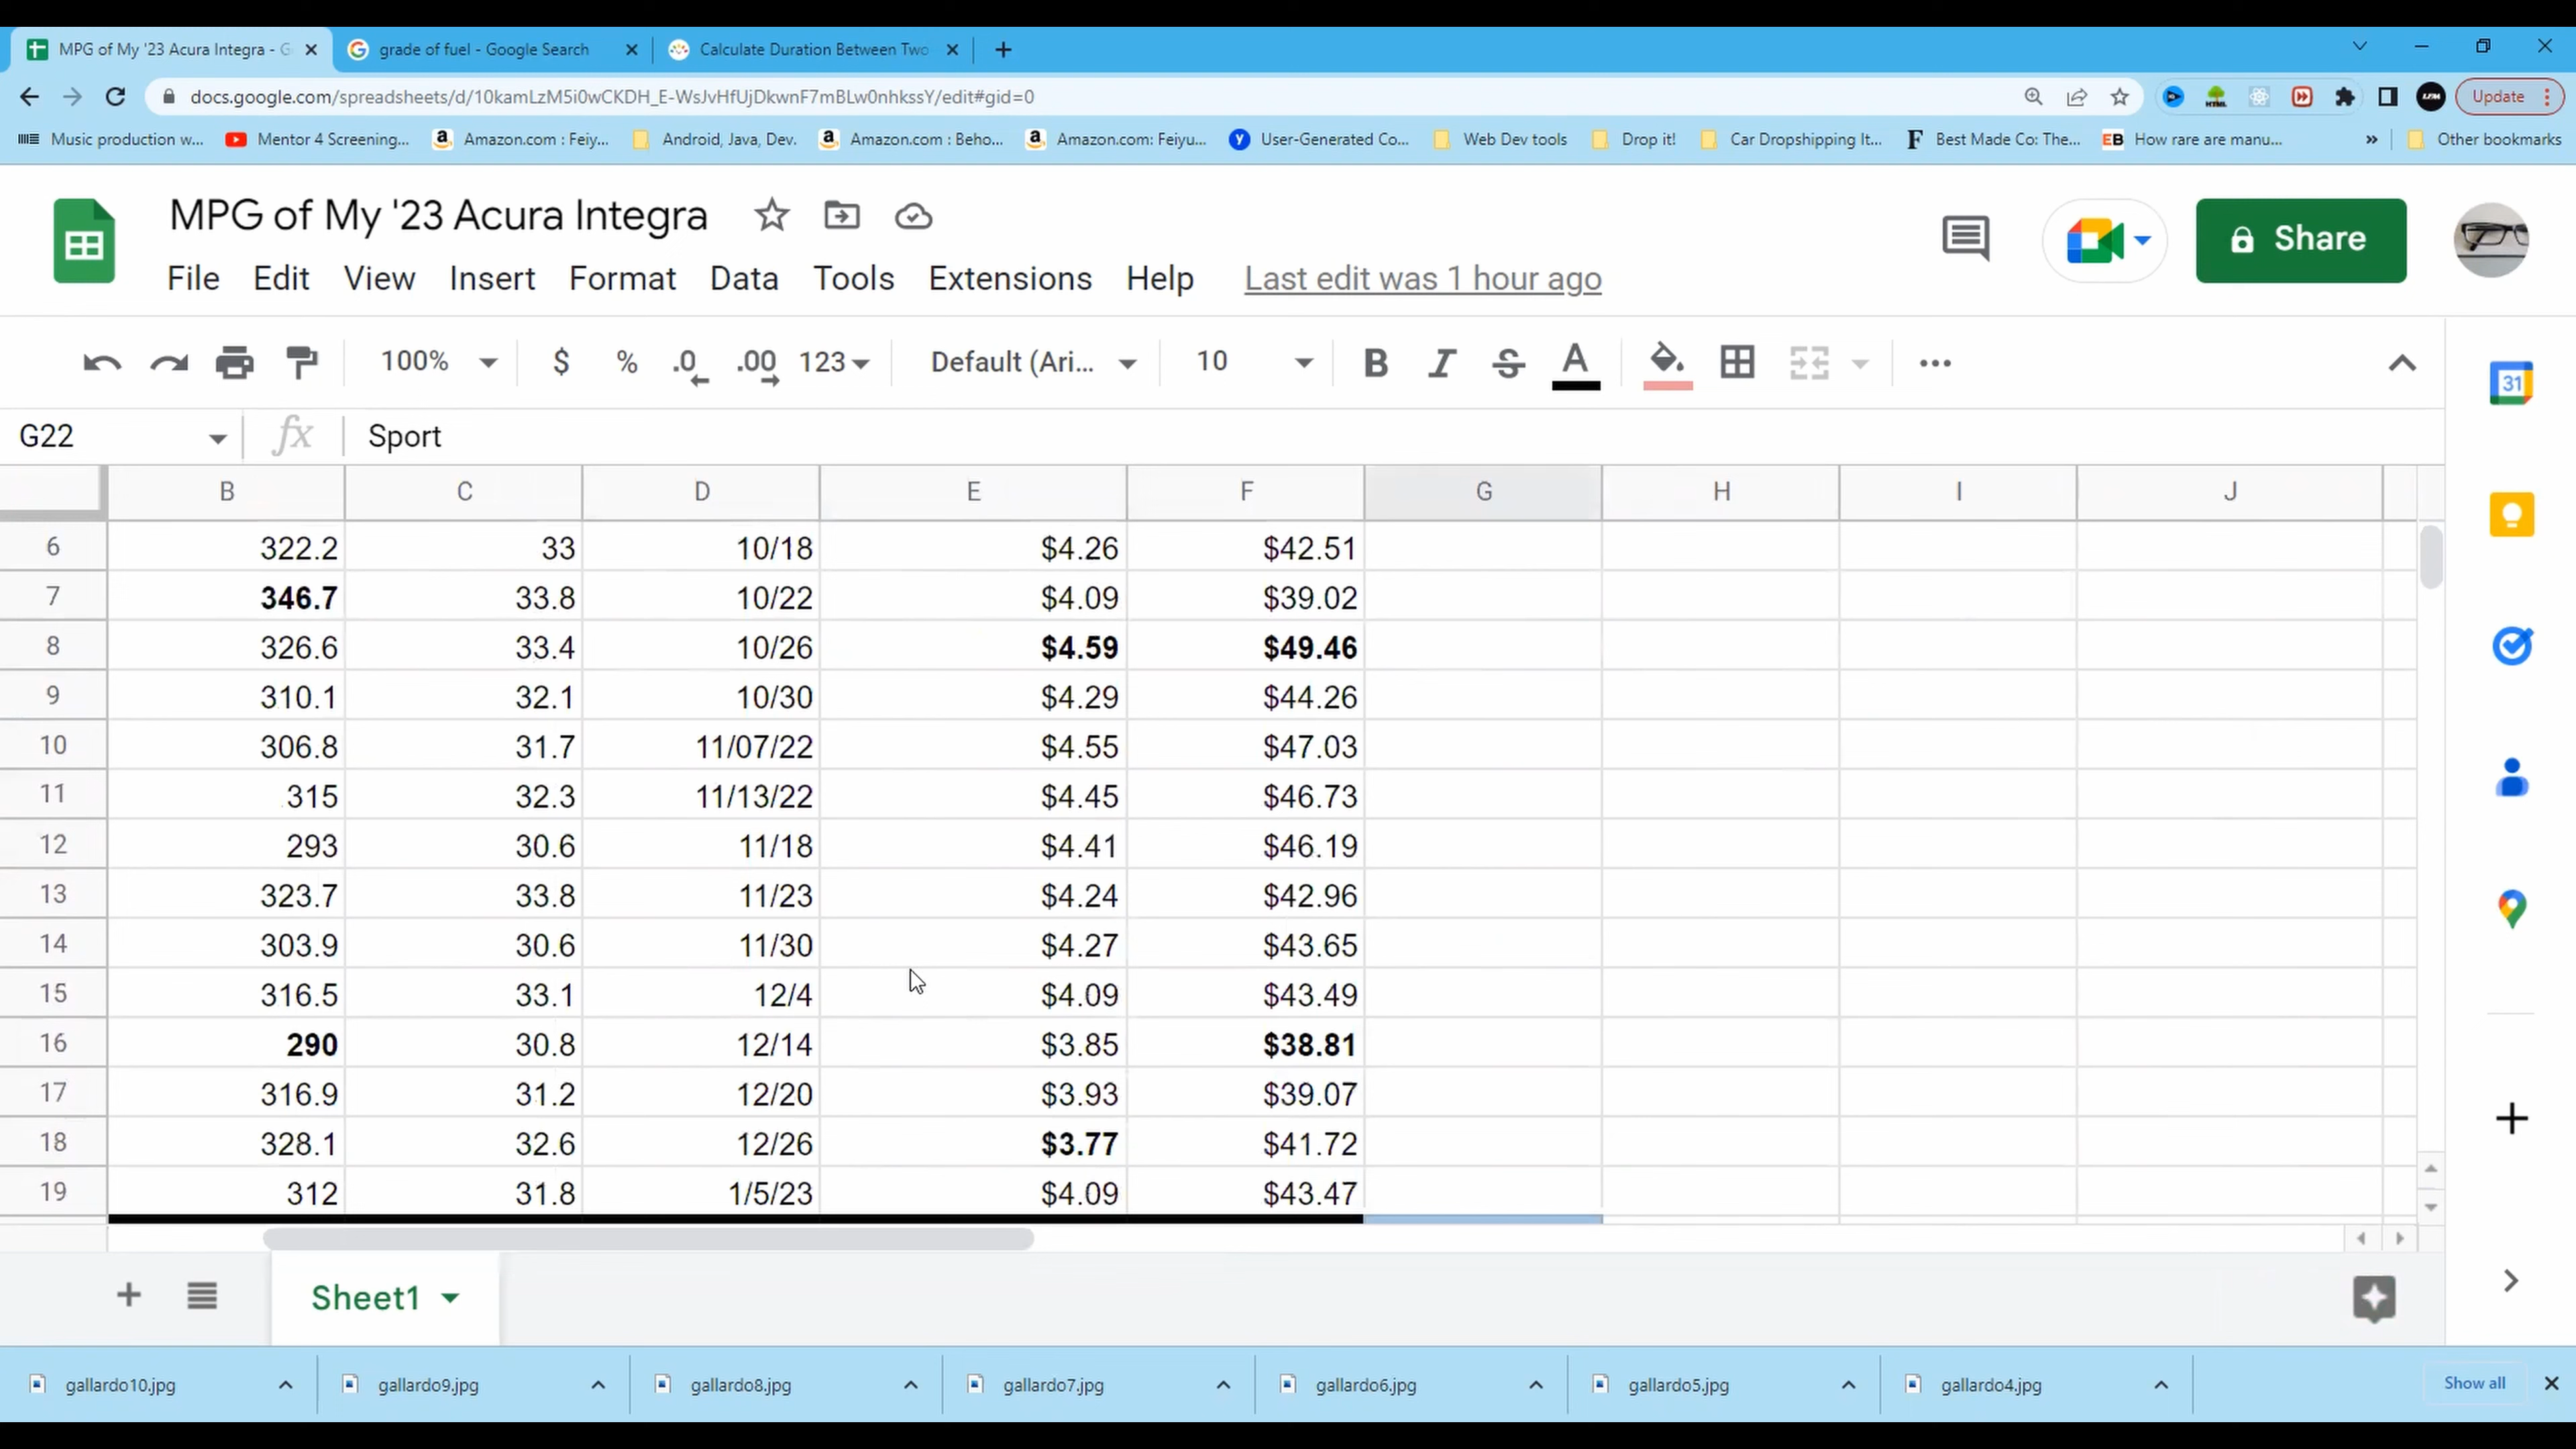 MPG of My '23 Acura Integra - G
grade of fuel - Google Search
Calculate Duration Between Two
docs.google.com/spreadsheets/d/10kamLzM5i0wCKDH_E-WsJvHfUjDkwnF7mBLw0nhkssY/edit#gid=0
Update
Music production w... Mentor 4 Screening... Amazon.com : Feiy... Android, Java, Dev. Amazon.com : Beho... Amazon.com: Feiyu... User-Generated Co... Web Dev tools Drop it! Car Dropshipping It... Best Made Co: The... How rare are manu... » Other bookmarks
MPG of My '23 Acura Integra
Share
File Edit View Insert Format Data Tools Extensions Help Last edit was 1 hour ago
100% $ % .0 .00 123 Default (Ari... 10 B I S A
31
G22 fx Sport
B C D E F G H I J
6 322.2 33 10/18 $4.26 $42.51
7 346.7 33.8 10/22 $4.09 $39.02
8 326.6 33.4 10/26 $4.59 $49.46
9 310.1 32.1 10/30 $4.29 $44.26
10 306.8 31.7 11/07/22 $4.55 $47.03
11 315 32.3 11/13/22 $4.45 $46.73
12 293 30.6 11/18 $4.41 $46.19
13 323.7 33.8 11/23 $4.24 $42.96
14 303.9 30.6 11/30 $4.27 $43.65
15 316.5 33.1 12/4 $4.09 $43.49
16 290 30.8 12/14 $3.85 $38.81
17 316.9 31.2 12/20 $3.93 $39.07
18 328.1 32.6 12/26 $3.77 $41.72
19 312 31.8 1/5/23 $4.09 $43.47
Sheet1
gallardo10.jpg gallardo9.jpg gallardo8.jpg gallardo7.jpg gallardo6.jpg gallardo5.jpg gallardo4.jpg Show all